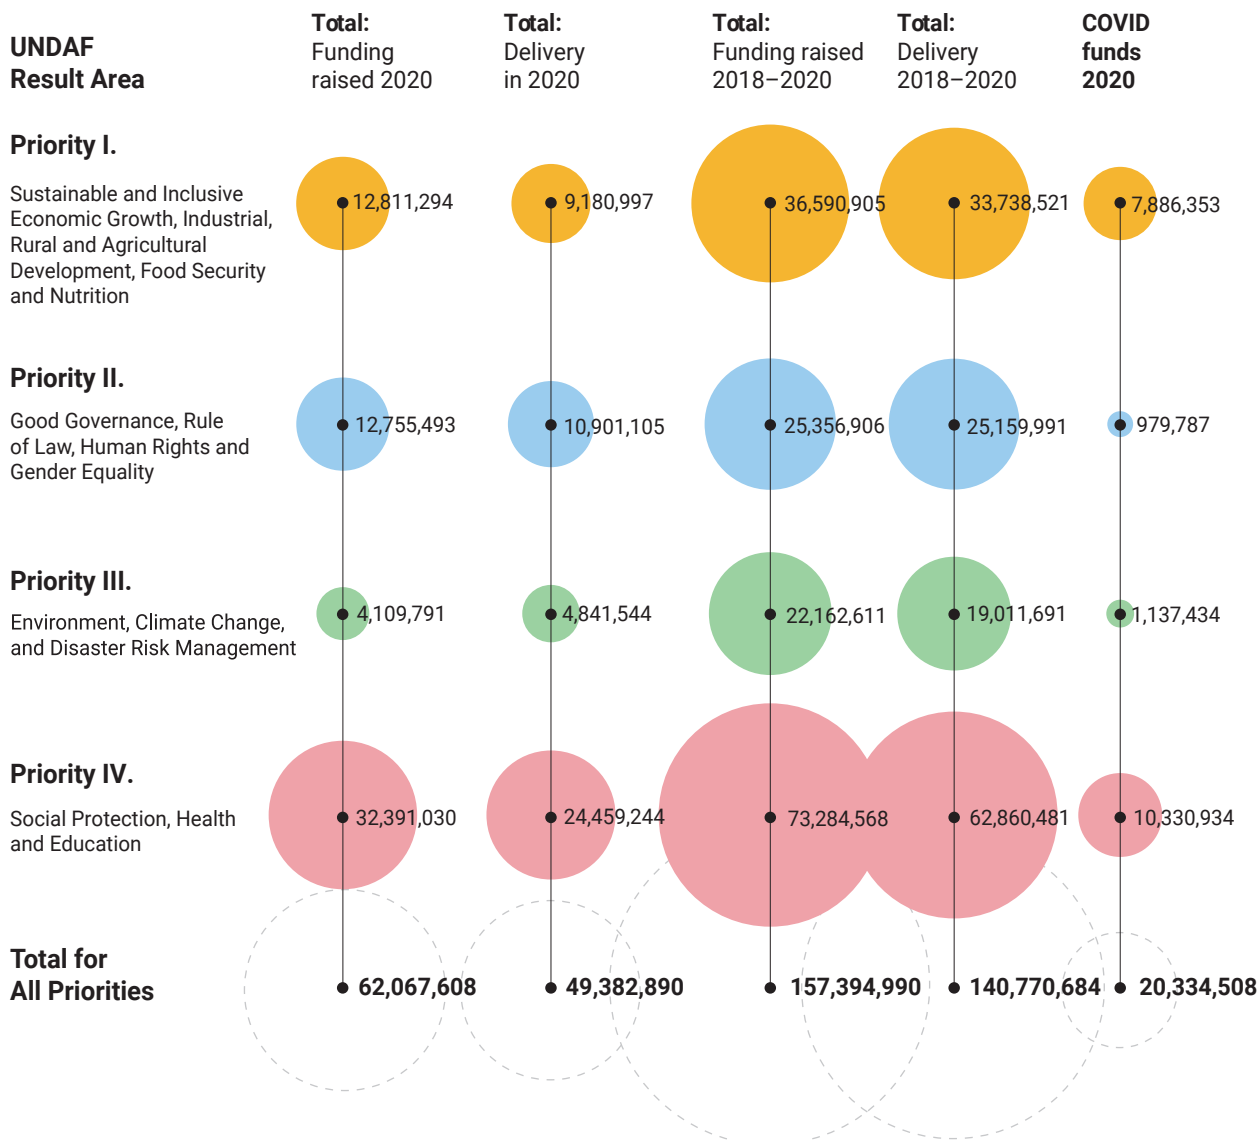 UNDAF
Result Area
Total:
Funding
raised 2020
Total:
Delivery
in 2020
Total:
Funding raised
2018–2020
Total:
Delivery
2018–2020
COVID
funds
2020
Priority I.
Sustainable and Inclusive
Economic Growth, Industrial,
Rural and Agricultural
Development, Food Security
and Nutrition
12,811,294
9,180,997
36,590,905
33,738,521
7,886,353
Priority II.
Good Governance, Rule
of Law, Human Rights and
Gender Equality
12,755,493
10,901,105
25,356,906
25,159,991
979,787
Priority III.
Environment, Climate Change,
and Disaster Risk Management
4,109,791
4,841,544
22,162,611
19,011,691
1,137,434
Priority IV.
Social Protection, Health
and Education
32,391,030
24,459,244
73,284,568
62,860,481
10,330,934
Total for
All Priorities
62,067,608
49,382,890
157,394,990
140,770,684
20,334,508